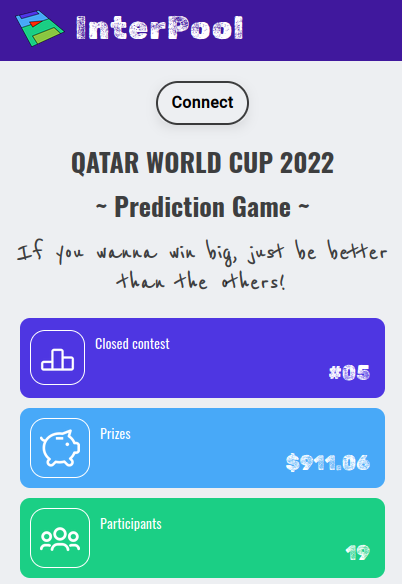 InterPool
Connect
QATAR WORLD CUP 2022
~ Prediction Game ~
If you wanna win big, just be better
than the others!
Closed contest
#05
Prizes
$911.06
Participants
19